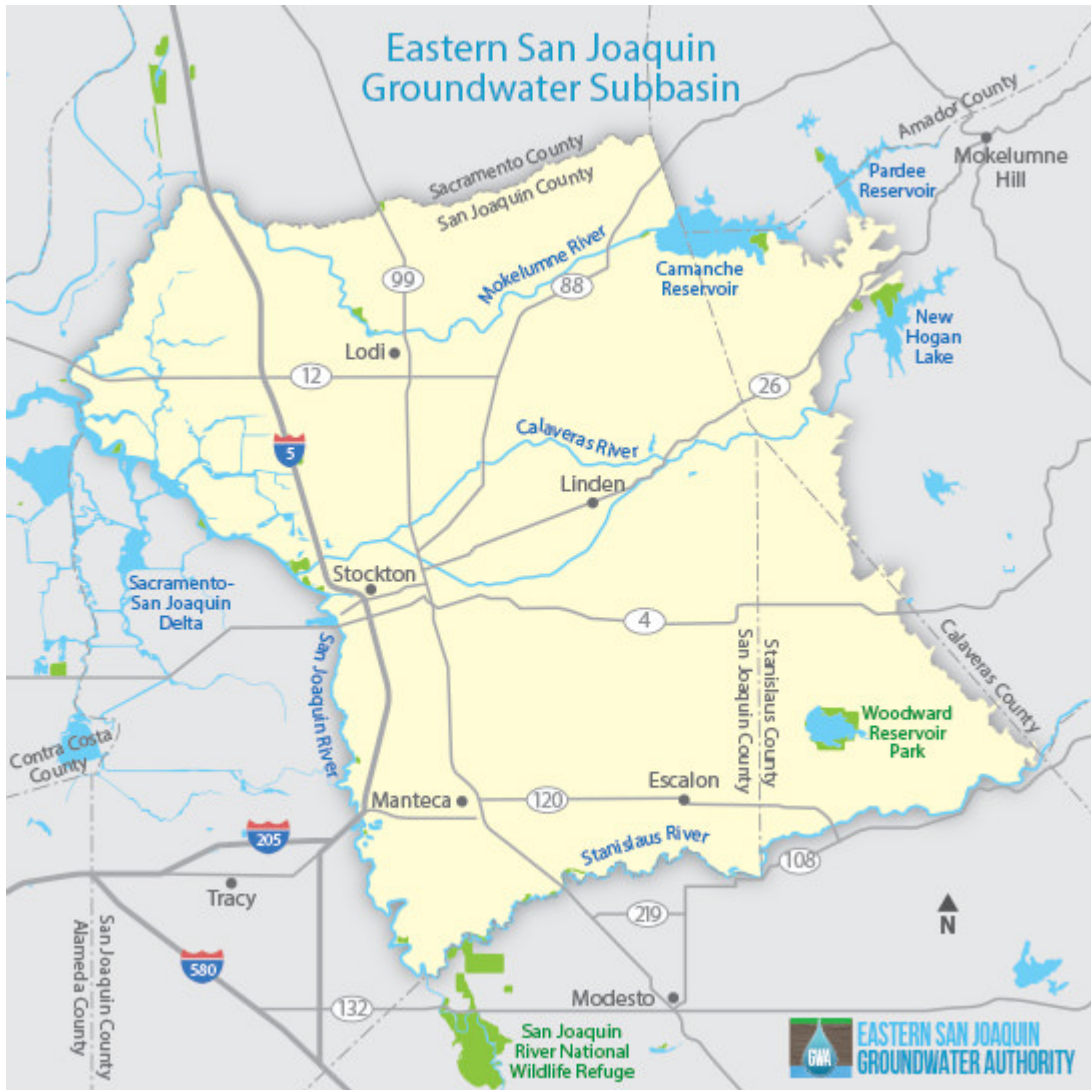 Eastern San Joaquin
Groundwater Subbasin
Amador County
Mokelumne
Hill
Pardee
Reservoir
Sacramento County
San Joaquin County
Mokelumne River
Camanche
Reservoir
99
88
New
Hogan
Lake
Lodi
12
26
Calaveras River
5
Linden
Stockton
Sacramento-
San Joaquin
Delta
4
San Joaquin River
Stanislaus County
San Joaquin County
Calaveras County
Woodward
Reservoir
Park
Contra Costa
County
Manteca
120
Escalon
Stanislaus River
205
108
Tracy
219
N
San Joaquin County
Alameda County
580
132
Modesto
San Joaquin
River National
Wildlife Refuge
GWA
EASTERN SAN JOAQUIN
GROUNDWATER AUTHORITY